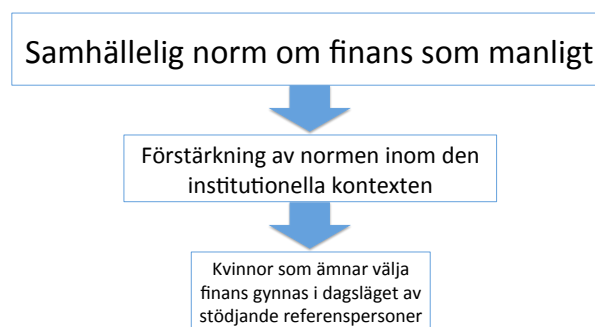 Samhällelig norm om finans som manligt
Förstärkning av normen inom den
institutionella kontexten
Kvinnor som ämnar välja
finans gynnas i dagsläget av
stödjande referenspersoner